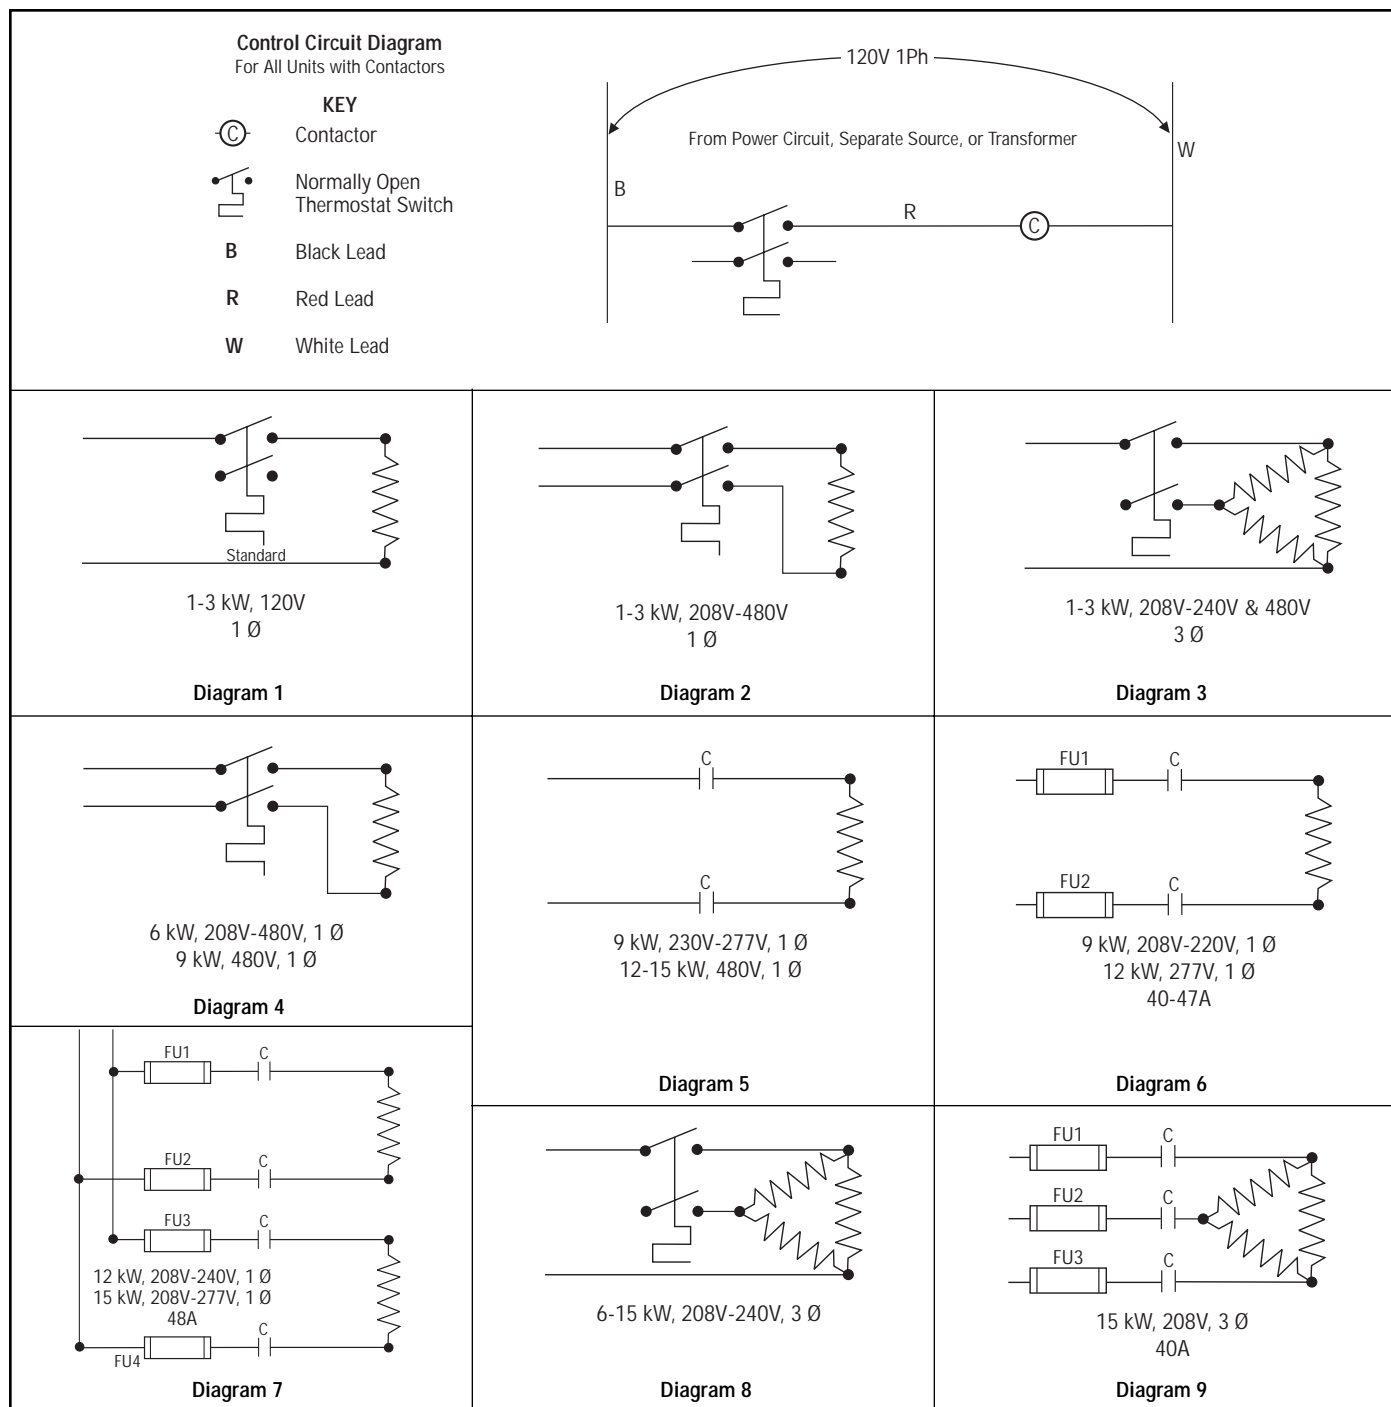 Control Circuit Diagram
For All Units with Contactors
KEY
C Contactor
Normally Open
Thermostat Switch
B Black Lead
R Red Lead
W White Lead
120V 1Ph
From Power Circuit, Separate Source, or Transformer
W
B
R
C
Standard
1-3 kW, 120V
1 Ø
Diagram 1
1-3 kW, 208V-480V
1 Ø
Diagram 2
1-3 kW, 208V-240V & 480V
3 Ø
Diagram 3
6 kW, 208V-480V, 1 Ø
9 kW, 480V, 1 Ø
Diagram 4
C
C
9 kW, 230V-277V, 1 Ø
12-15 kW, 480V, 1 Ø
Diagram 5
FU1 C
FU2 C
9 kW, 208V-220V, 1 Ø
12 kW, 277V, 1 Ø
40-47A
Diagram 6
FU1 C
FU2 C
FU3 C
12 kW, 208V-240V, 1 Ø
15 kW, 208V-277V, 1 Ø
48A
C
FU4
Diagram 7
6-15 kW, 208V-240V, 3 Ø
Diagram 8
FU1 C
FU2 C
FU3 C
15 kW, 208V, 3 Ø
40A
Diagram 9